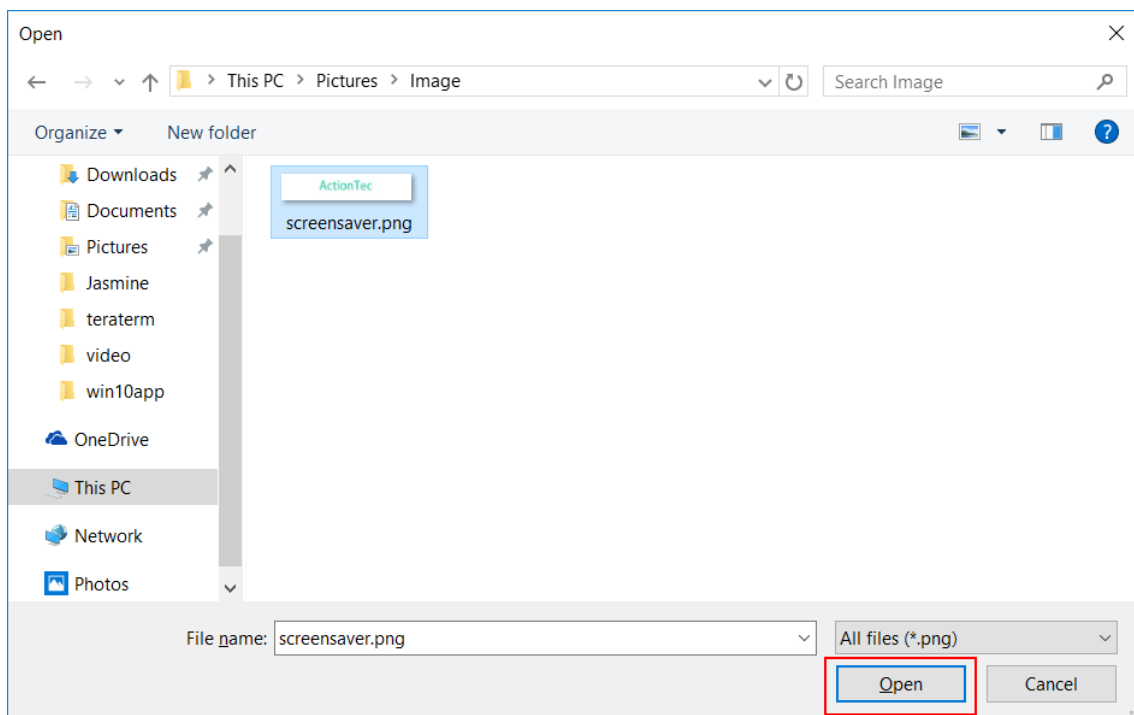 Open
This PC > Pictures > Image
Search Image
Organize
New folder
?
Downloads
Documents
Pictures
Jasmine
teraterm
video
win10app
OneDrive
This PC
Network
Photos
ActionTec
screensaver.png
File name: screensaver.png
All files (*.png)
Open
Cancel